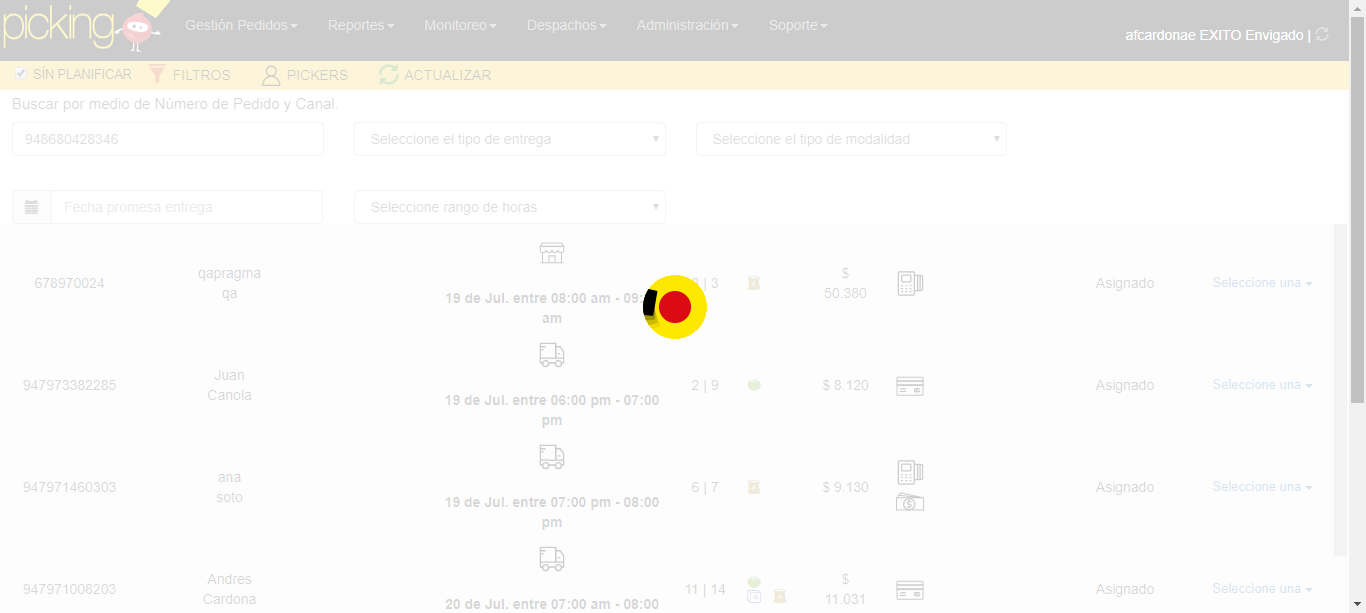 picking
Gestión Pedidos
Reportes
Monitoreo
Despachos
Administración
Soporte
afcardonae EXITO Envigado |
SÍN PLANIFICAR
FILTROS
PICKERS
ACTUALIZAR
Buscar por medio de Número de Pedido y Canal.
948680428346
Seleccione el tipo de entrega
Seleccione el tipo de modalidad
Fecha promesa entrega
Seleccione rango de horas
678970024
qapragma
qa
19 de Jul. entre 08:00 am - 09:
am
| 3
$
50.380
Asignado
Seleccione una
947973382285
Juan
Canola
19 de Jul. entre 06:00 pm - 07:00
pm
2 | 9
$ 8.120
Asignado
Seleccione una
947971460303
ana
soto
19 de Jul. entre 07:00 pm - 08:00
pm
6 | 7
$ 9.130
Asignado
Seleccione una
947971008203
Andres
Cardona
20 de Jul. entre 07:00 am - 08:00
11 | 14
$
11.031
Asignado
Seleccione una